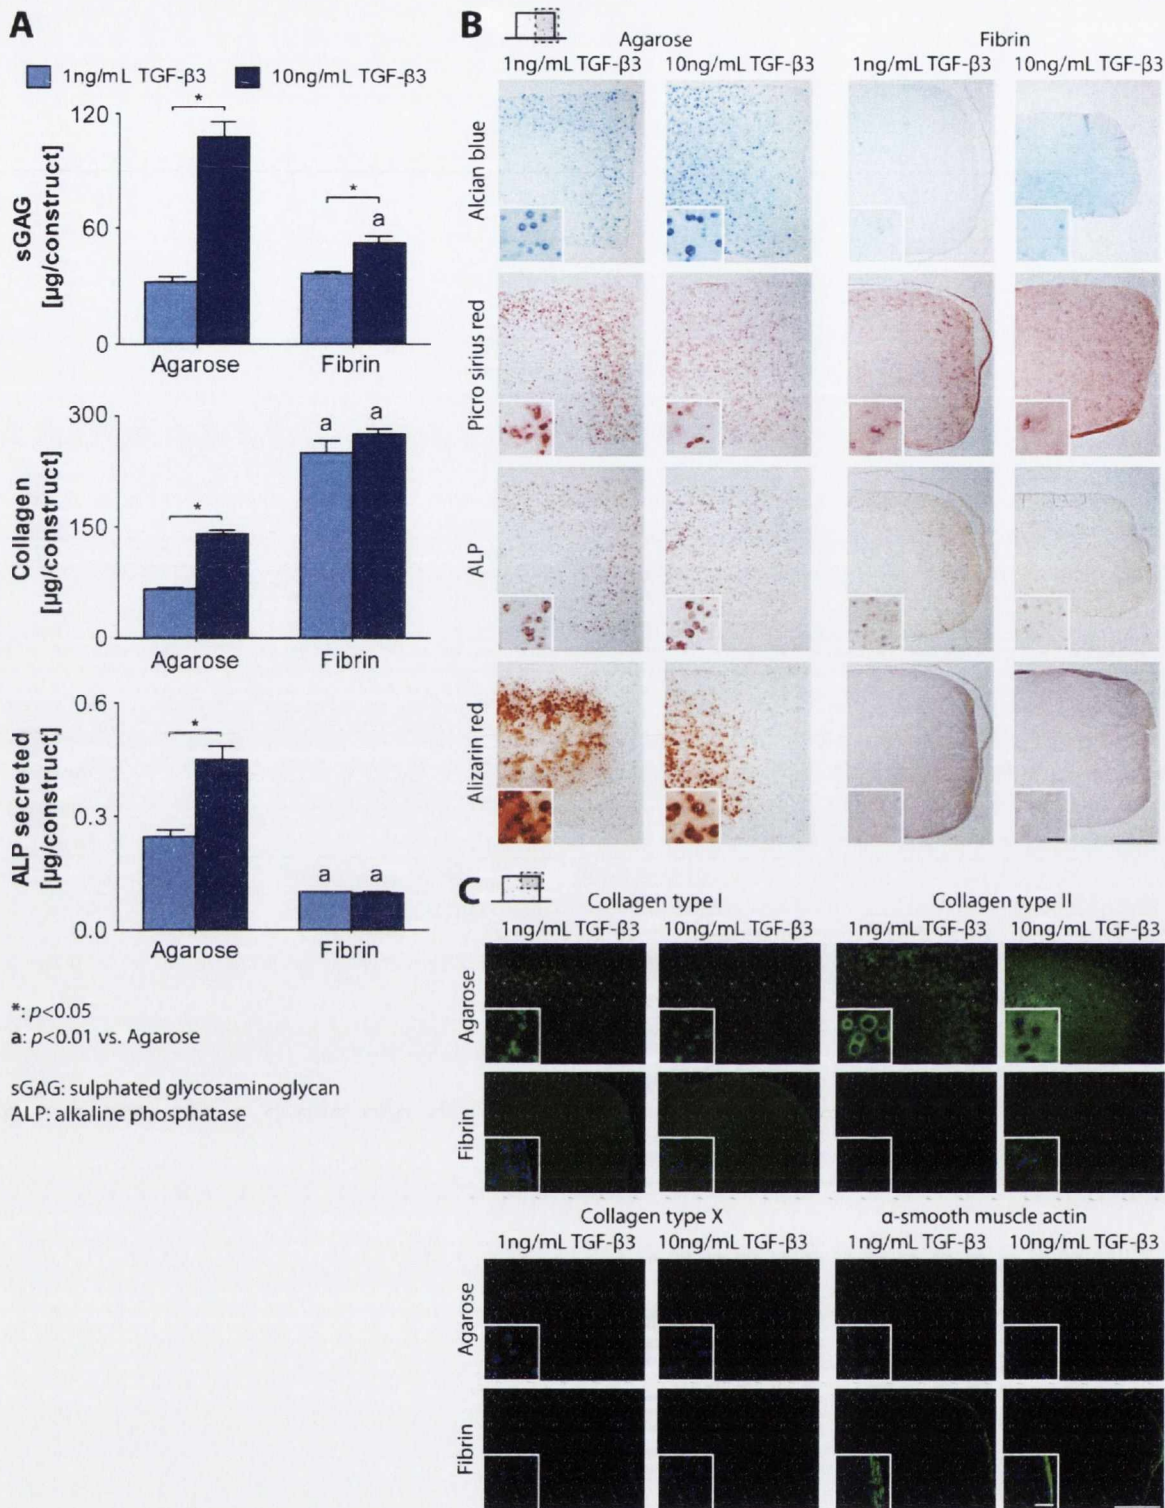 A
1ng/mL TGF-β3 10ng/mL TGF-β3
sGAG
[µg/construct]
120
60
0
*
*
a
Agarose Fibrin
Collagen
[µg/construct]
300
150
0
*
a a
Agarose Fibrin
ALP secreted
[µg/construct]
0.6
0.3
0.0
*
a a
Agarose Fibrin
*: p<0.05
a: p<0.01 vs. Agarose
sGAG: sulphated glycosaminoglycan
ALP: alkaline phosphatase
B
Agarose Fibrin
1ng/mL TGF-β3 10ng/mL TGF-β3 1ng/mL TGF-β3 10ng/mL TGF-β3
Alcian blue
Picro sirius red
ALP
Alizarin red
C
Collagen type I Collagen type II
1ng/mL TGF-β3 10ng/mL TGF-β3 1ng/mL TGF-β3 10ng/mL TGF-β3
Agarose
Fibrin
Collagen type X α-smooth muscle actin
1ng/mL TGF-β3 10ng/mL TGF-β3 1ng/mL TGF-β3 10ng/mL TGF-β3
Agarose
Fibrin